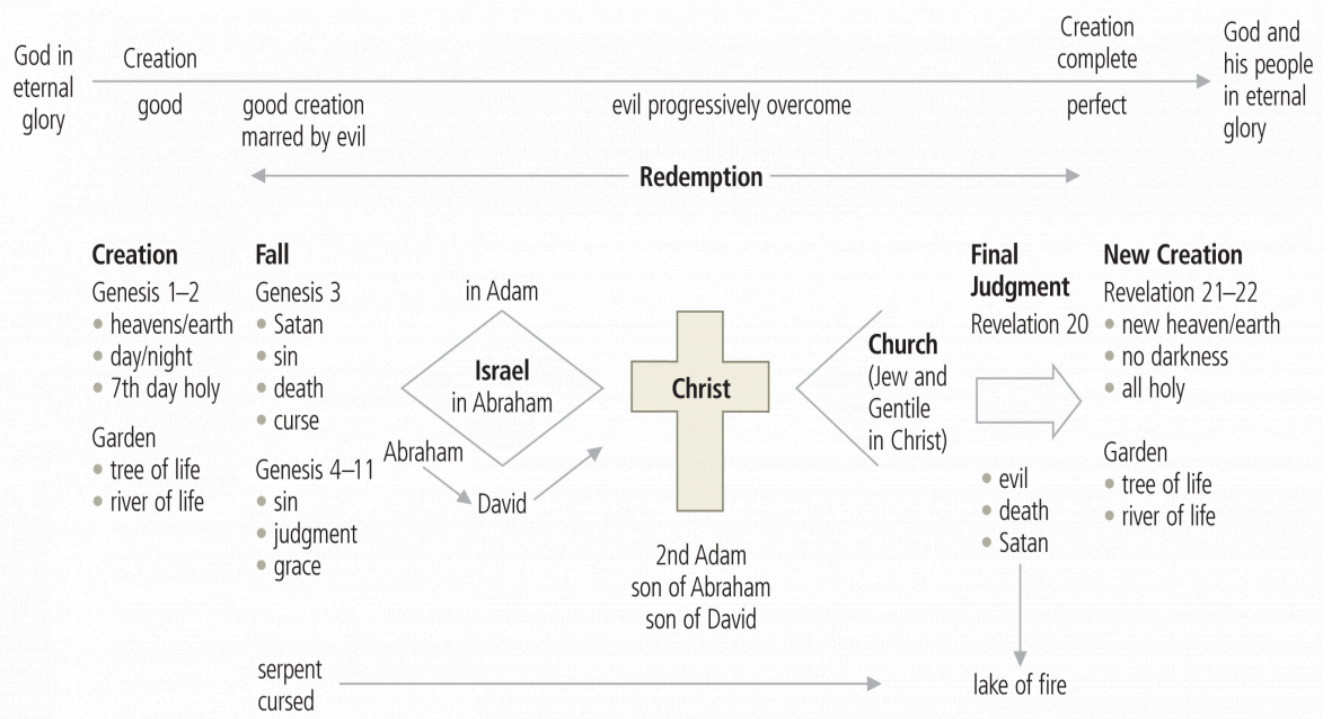 God in
eternal
glory
Creation
good
good creation
marred by evil
evil progressively overcome
Creation
complete
perfect
God and
his people
in eternal
glory
Redemption
Creation
Genesis 1–2
• heavens/earth
• day/night
• 7th day holy
Garden
• tree of life
• river of life
Fall
Genesis 3
• Satan
• sin
• death
• curse
Genesis 4–11
• sin
• judgment
• grace
serpent
cursed
in Adam
Israel
in Abraham
Abraham
David
Christ
2nd Adam
son of Abraham
son of David
Church
(Jew and
Gentile
in Christ)
Final
Judgment
Revelation 20
• evil
• death
• Satan
lake of fire
New Creation
Revelation 21–22
• new heaven/earth
• no darkness
• all holy
Garden
• tree of life
• river of life